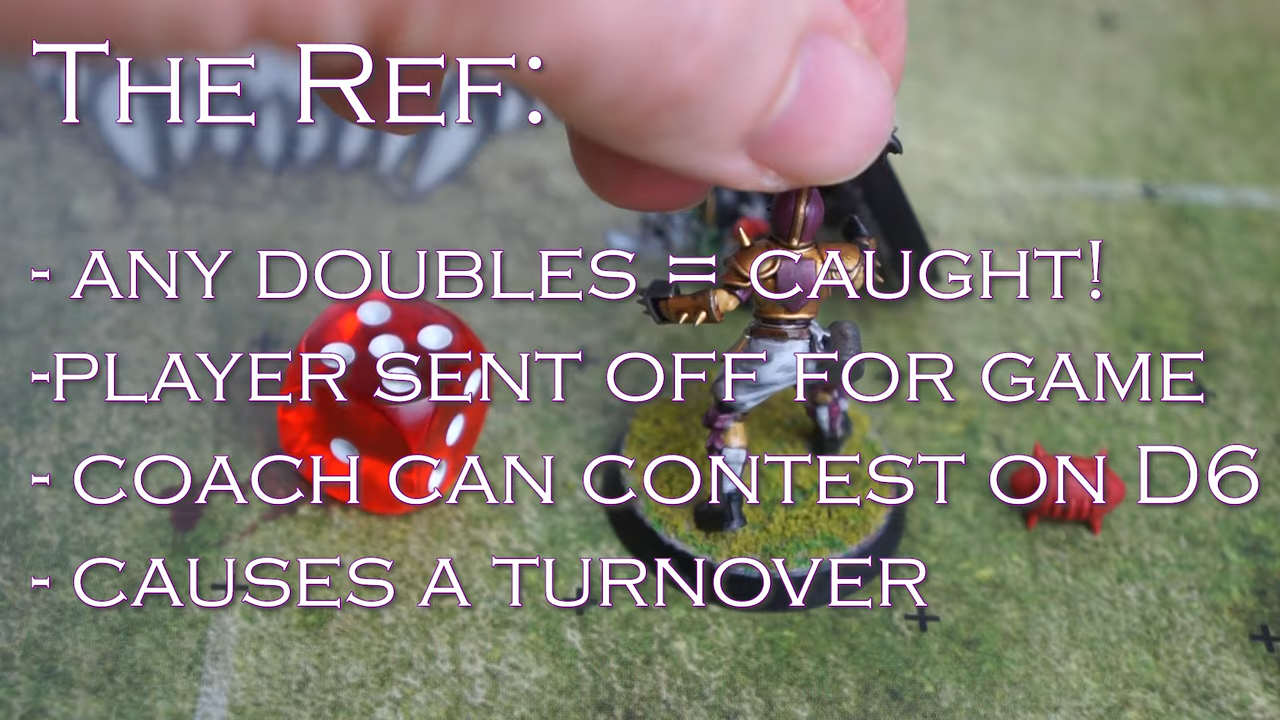 The Ref:
- any doubles = caught!
-player sent off for game
- coach can contest on D6
- causes a turnover